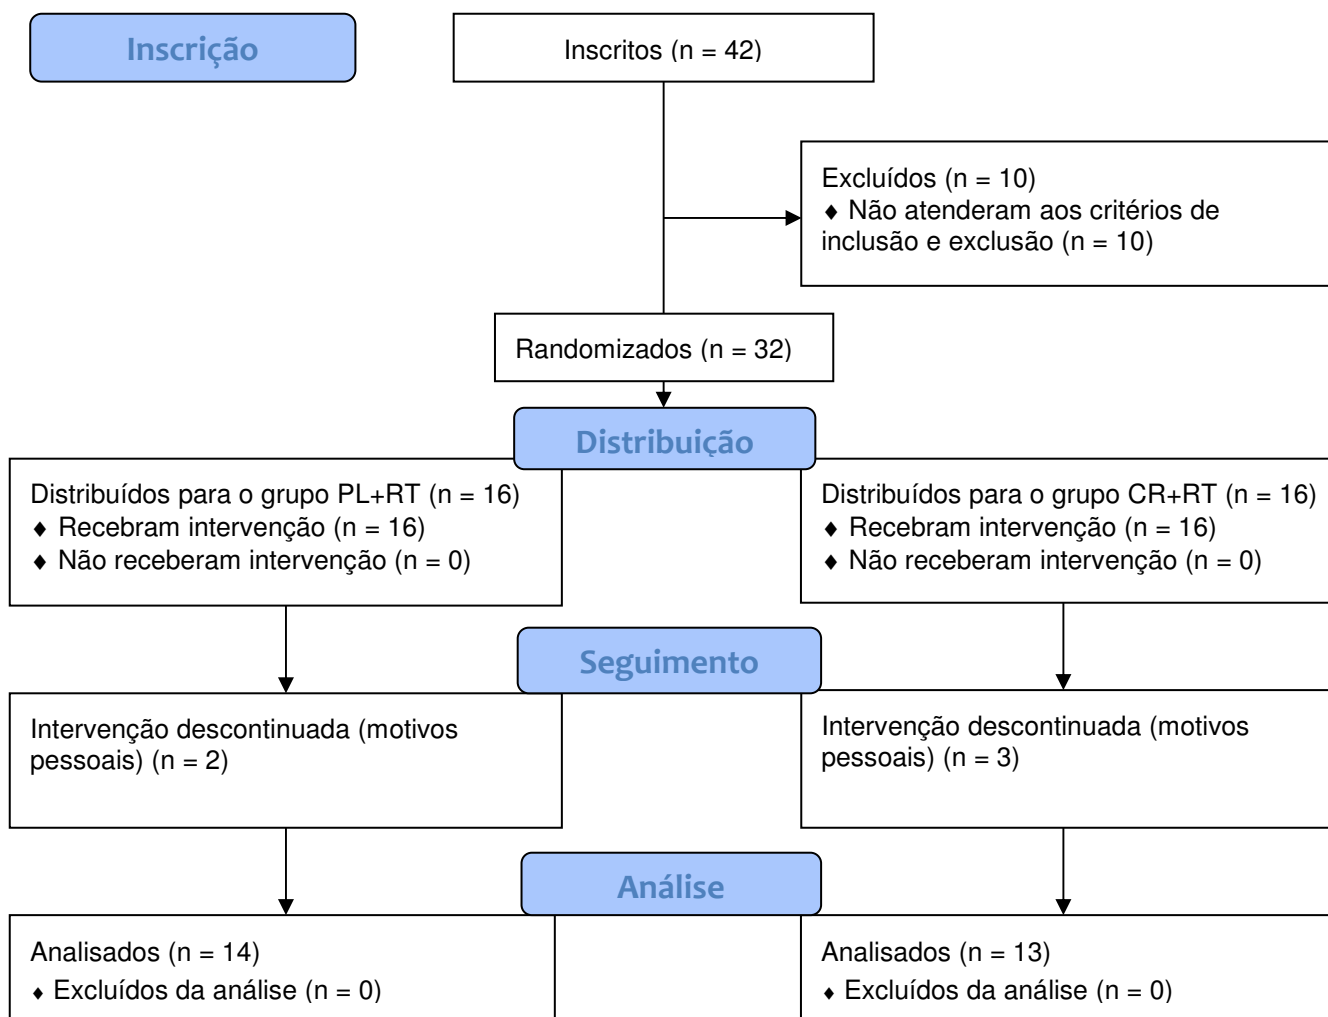 Inscrição
Inscritos (n = 42)
Excluídos (n = 10)
♦ Não atenderam aos critérios de
inclusão e exclusão (n = 10)
Randomizados (n = 32)
Distribuição
Distribuídos para o grupo PL+RT (n = 16)
♦ Recebram intervenção (n = 16)
♦ Não receberam intervenção (n = 0)
Distribuídos para o grupo CR+RT (n = 16)
♦ Recebram intervenção (n = 16)
♦ Não receberam intervenção (n = 0)
Seguimento
Intervenção descontinuada (motivos
pessoais) (n = 2)
Intervenção descontinuada (motivos
pessoais) (n = 3)
Análise
Analisados (n = 14)
♦ Excluídos da análise (n = 0)
Analisados (n = 13)
♦ Excluídos da análise (n = 0)